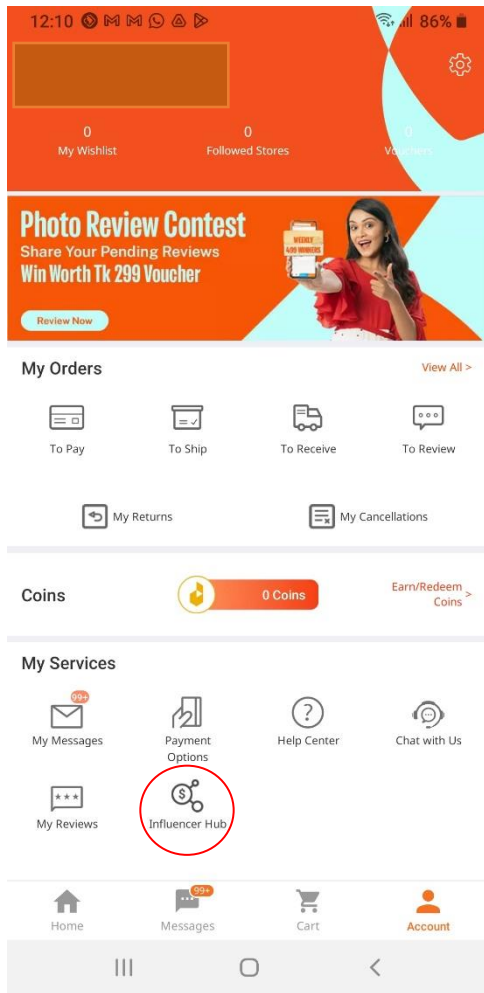 12:10
86%
0 0 0
My Wishlist Followed Stores Vouchers
Photo Review Contest
Share Your Pending Reviews
Win Worth Tk 299 Voucher
WEEKLY
400 WINNERS
Review Now
My Orders View All >
To Pay To Ship To Receive To Review
My Returns My Cancellations
Coins 0 Coins Earn/Redeem Coins >
My Services
99+
My Messages Payment Options Help Center Chat with Us
$
My Reviews Influencer Hub
99+
Home Messages Cart Account